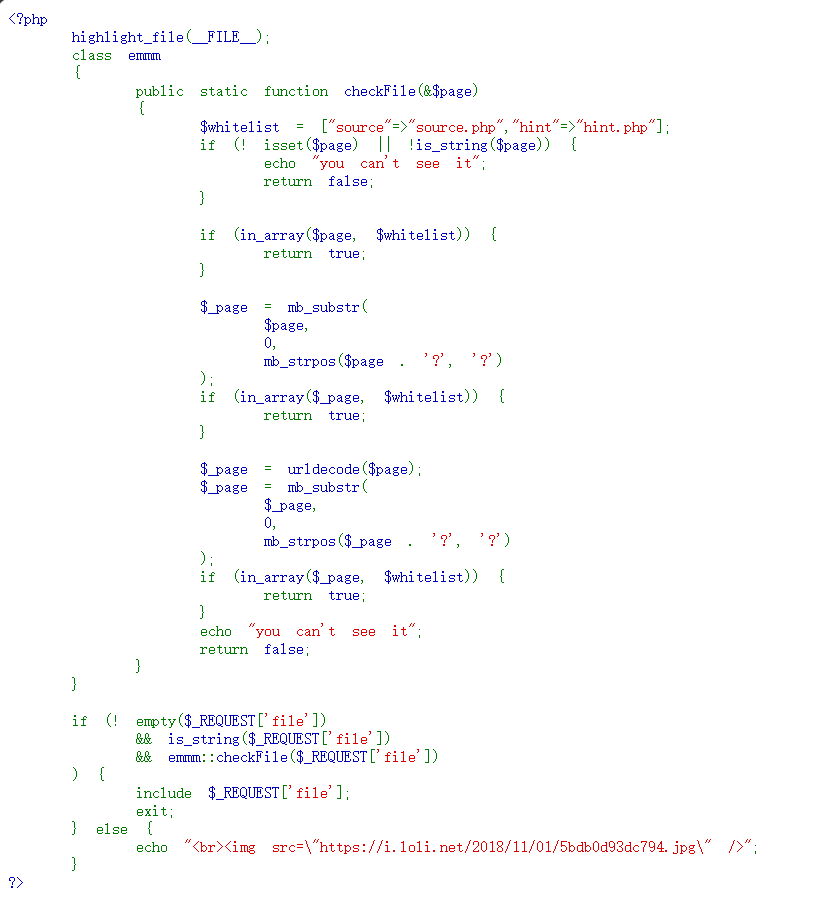 <?php
    highlight_file(__FILE__);
    class emmm
    {
        public static function checkFile(&$page)
        {
            $whitelist = ["source"=>"source.php","hint"=>"hint.php"];
            if (! isset($page) || !is_string($page)) {
                echo "you can't see it";
                return false;
            }

            if (in_array($page, $whitelist)) {
                return true;
            }

            $_page = mb_substr(
                $page,
                0,
                mb_strpos($page . '?', '?')
            );
            if (in_array($_page, $whitelist)) {
                return true;
            }

            $_page = urldecode($page);
            $_page = mb_substr(
                $_page,
                0,
                mb_strpos($_page . '?', '?')
            );
            if (in_array($_page, $whitelist)) {
                return true;
            }
            echo "you can't see it";
            return false;
        }
    }

    if (! empty($_REQUEST['file'])
        && is_string($_REQUEST['file'])
        && emmm::checkFile($_REQUEST['file'])
    ) {
        include $_REQUEST['file'];
        exit;
    } else {
        echo "<br><img src=\"https://i.loli.net/2018/11/01/5bdb0d93dc794.jpg\" />";
    }
?>